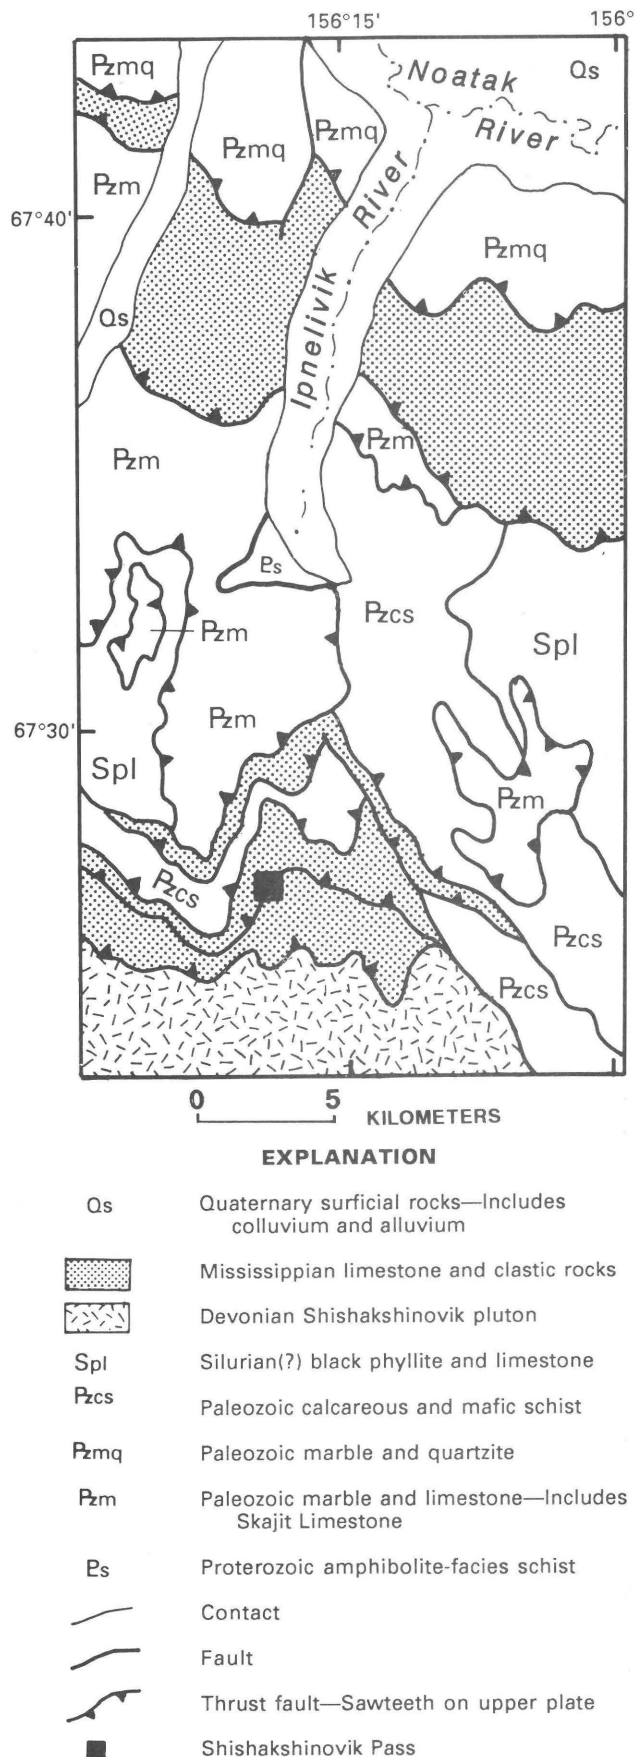 156°15'
156°
Pzmq
Noatak
Qs
Pzmq
Pzmq
River
Pzm
67°40'
River
Pzmq
Ipnelivik
Qs
Pzm
Pzm
Ps
Pzcs
Pzm
Spl
Pzm
67°30'
Spl
Pzm
Pzcs
Pzcs
Pzcs
0 5
KILOMETERS
EXPLANATION
Qs Quaternary surficial rocks—Includes
colluvium and alluvium
Mississippian limestone and clastic rocks
Devonian Shishakshinovik pluton
Spl Silurian(?) black phyllite and limestone
Pzcs Paleozoic calcareous and mafic schist
Pzmq Paleozoic marble and quartzite
Pzm Paleozoic marble and limestone—Includes
Skajit Limestone
Ps Proterozoic amphibolite-facies schist
Contact
Fault
Thrust fault—Sawteeth on upper plate
Shishakshinovik Pass